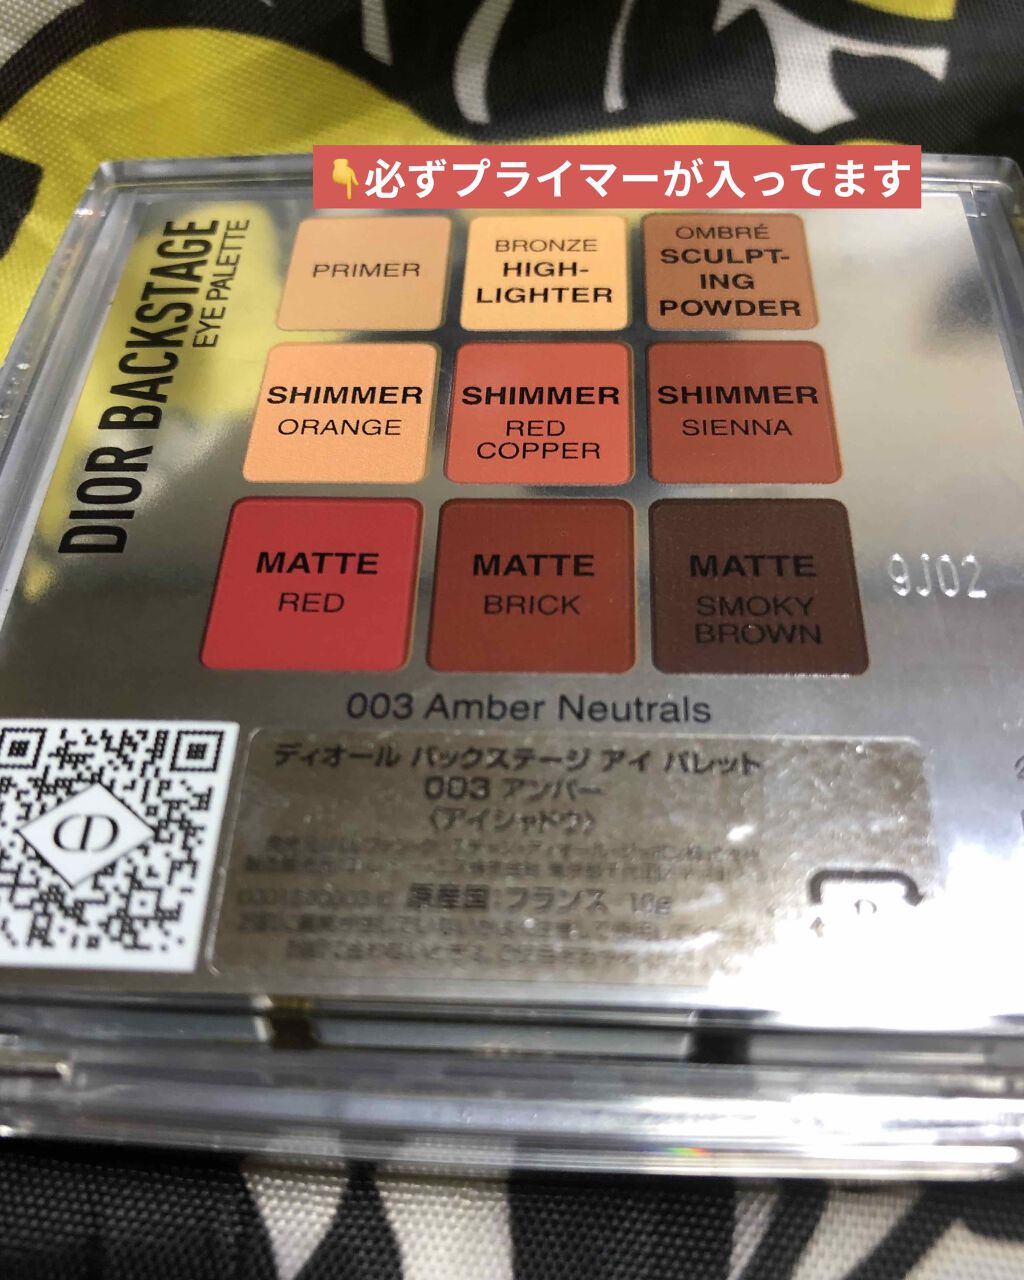 👇必ずプライマーが入ってます
DIOR BACKSTAGE
EYE PALETTE
PRIMER
BRONZE
HIGH-
LIGHTER
OMBRÉ
SCULPT-
ING
POWDER
SHIMMER
ORANGE
SHIMMER
RED
COPPER
SHIMMER
SIENNA
MATTE
RED
MATTE
BRICK
MATTE
SMOKY
BROWN
9J02
003 Amber Neutrals
ディオール バックステージ アイ パレット
003 アンバー
〈アイシャドウ〉
原産国:フランス 10g